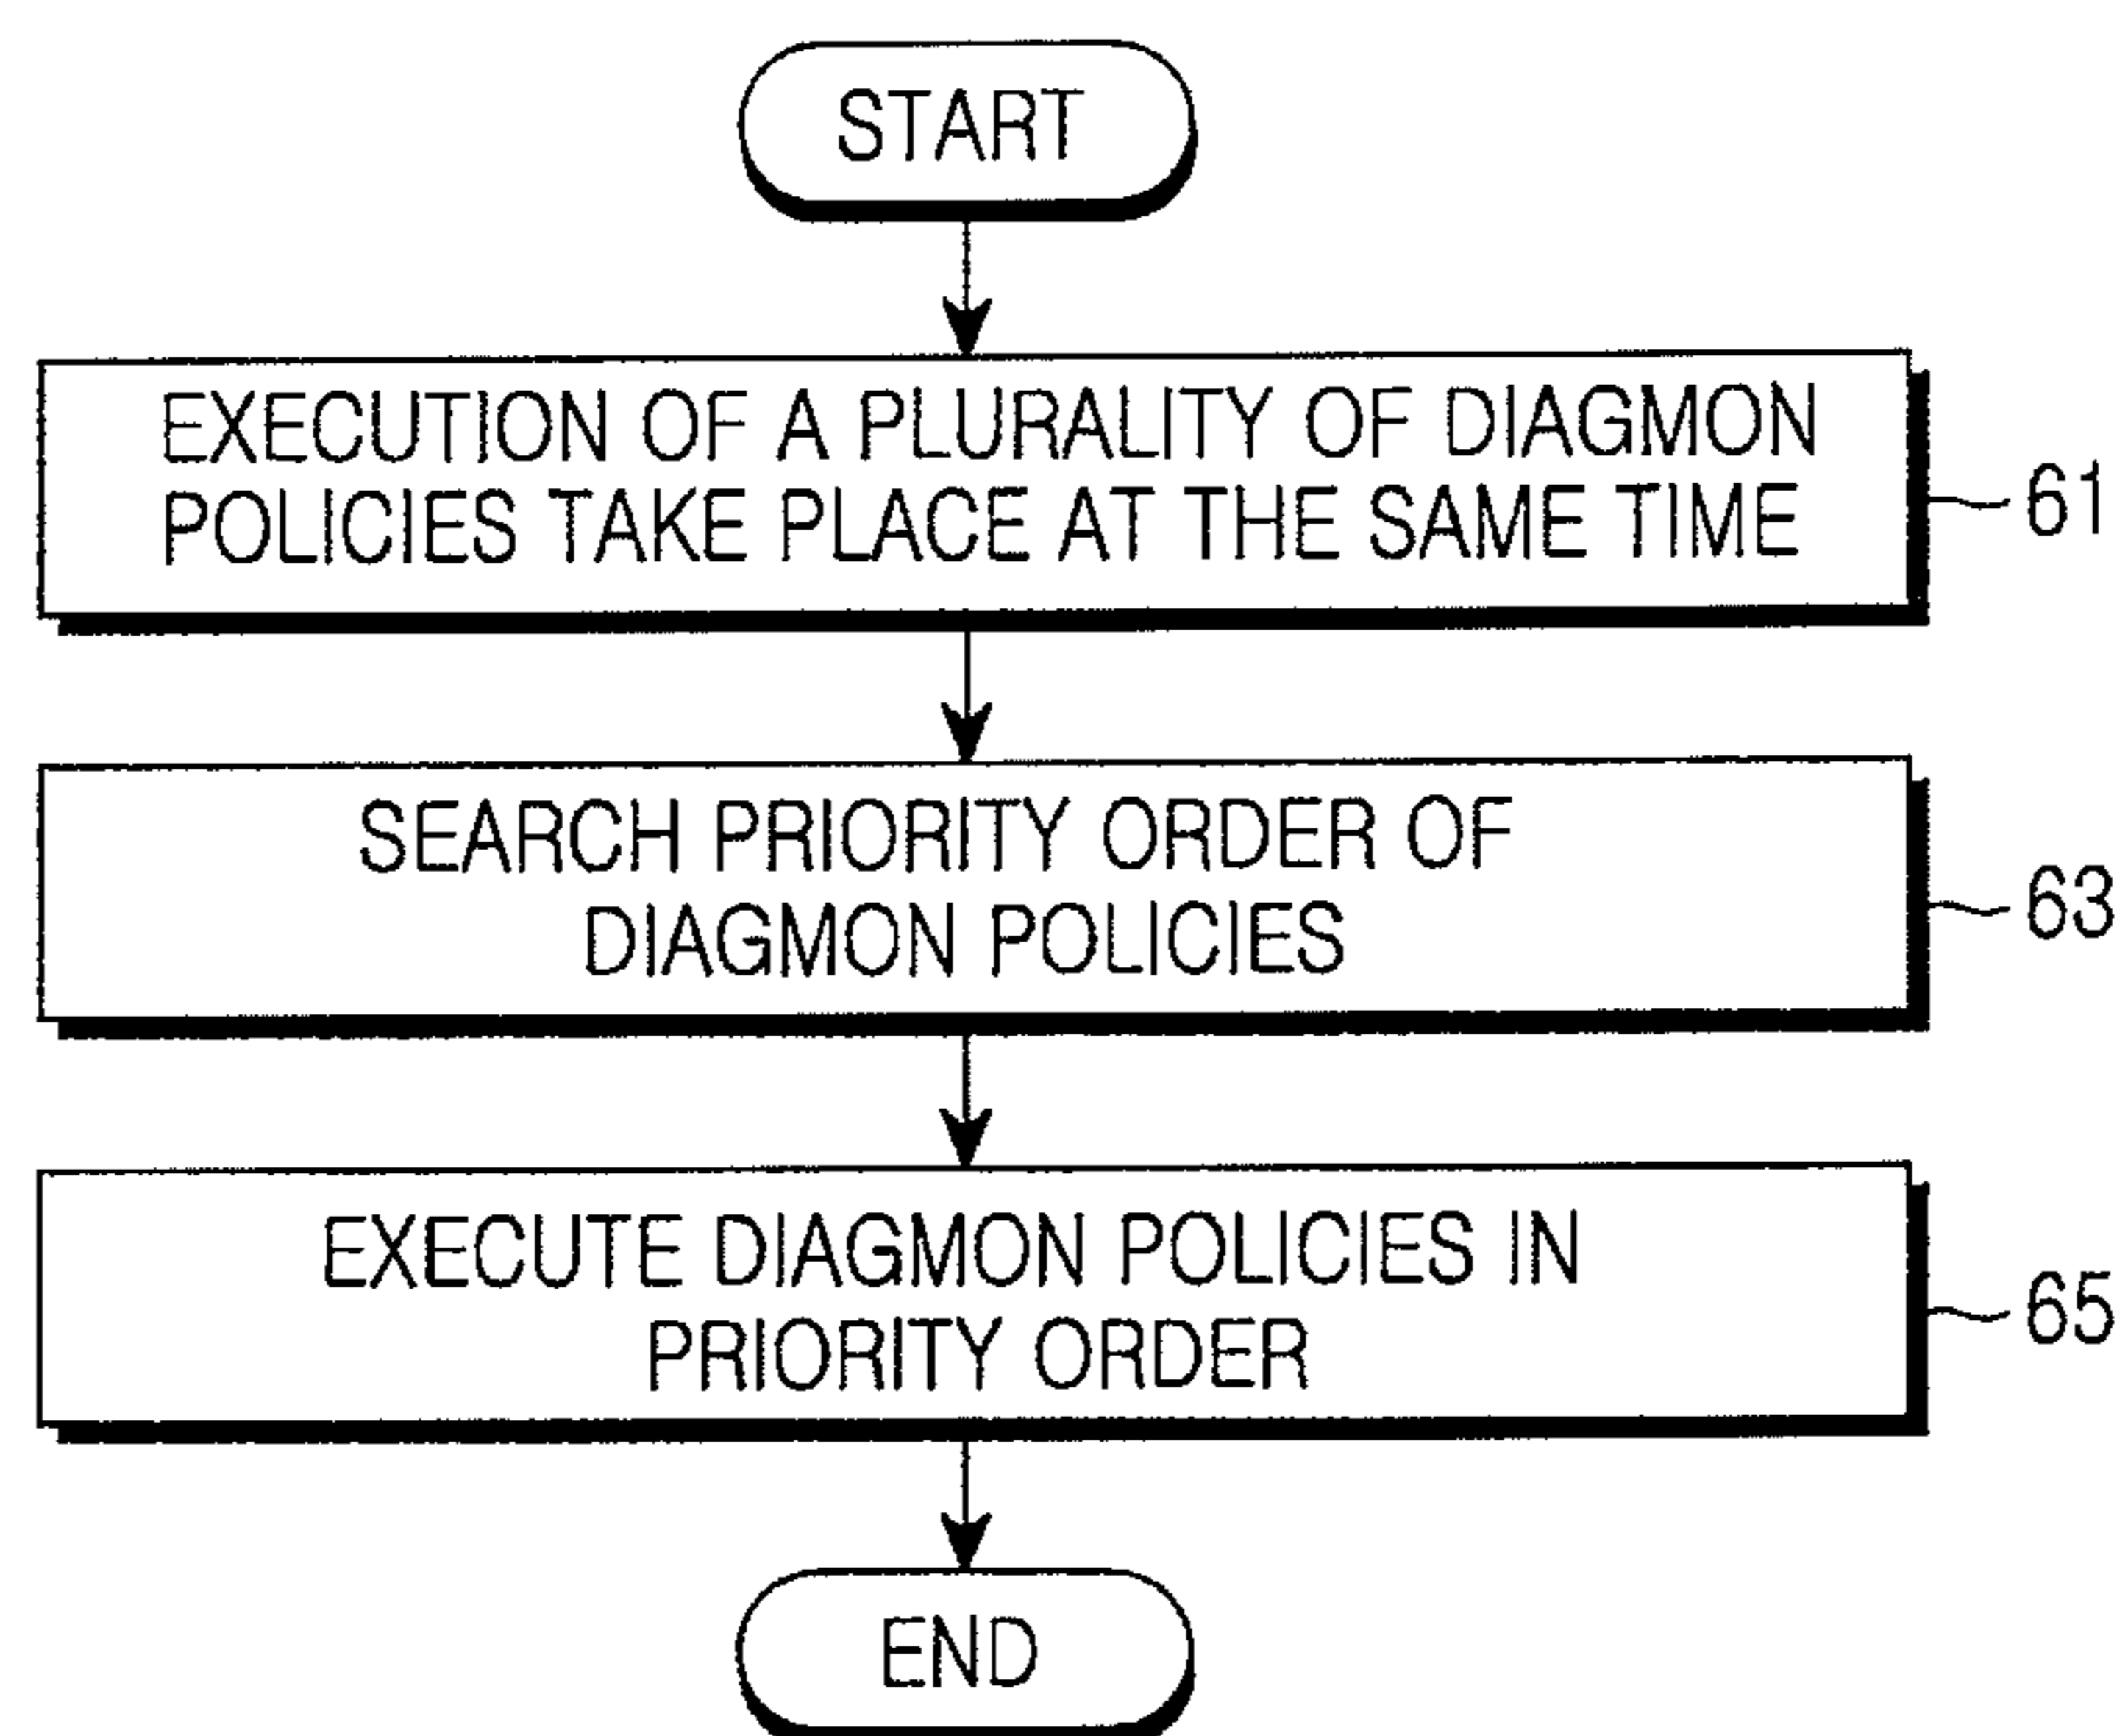 START
EXECUTION OF A PLURALITY OF DIAGMON
POLICIES TAKE PLACE AT THE SAME TIME
61
SEARCH PRIORITY ORDER OF
DIAGMON POLICIES
63
EXECUTE DIAGMON POLICIES IN
PRIORITY ORDER
65
END